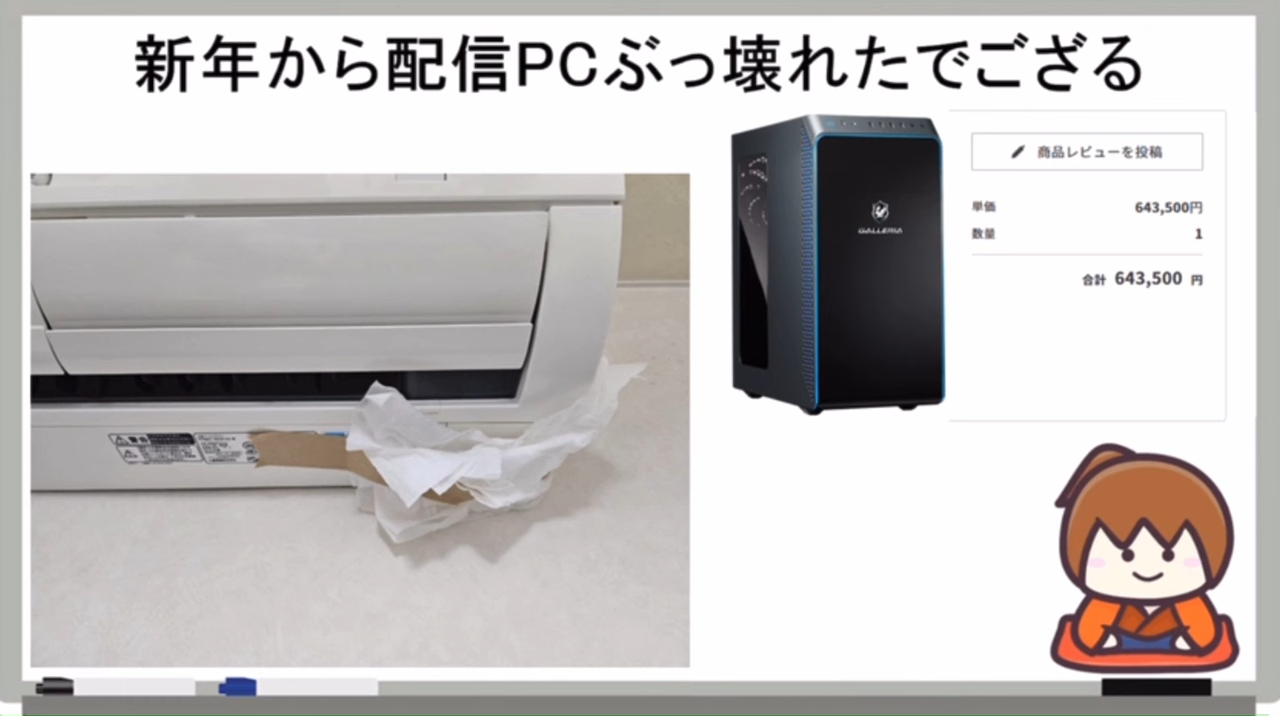 新年から配信PCぶっ壊れたでござる
商品レビューを投稿
単価 643,500円
数量 1
合計 643,500 円
GALLERIA
警告